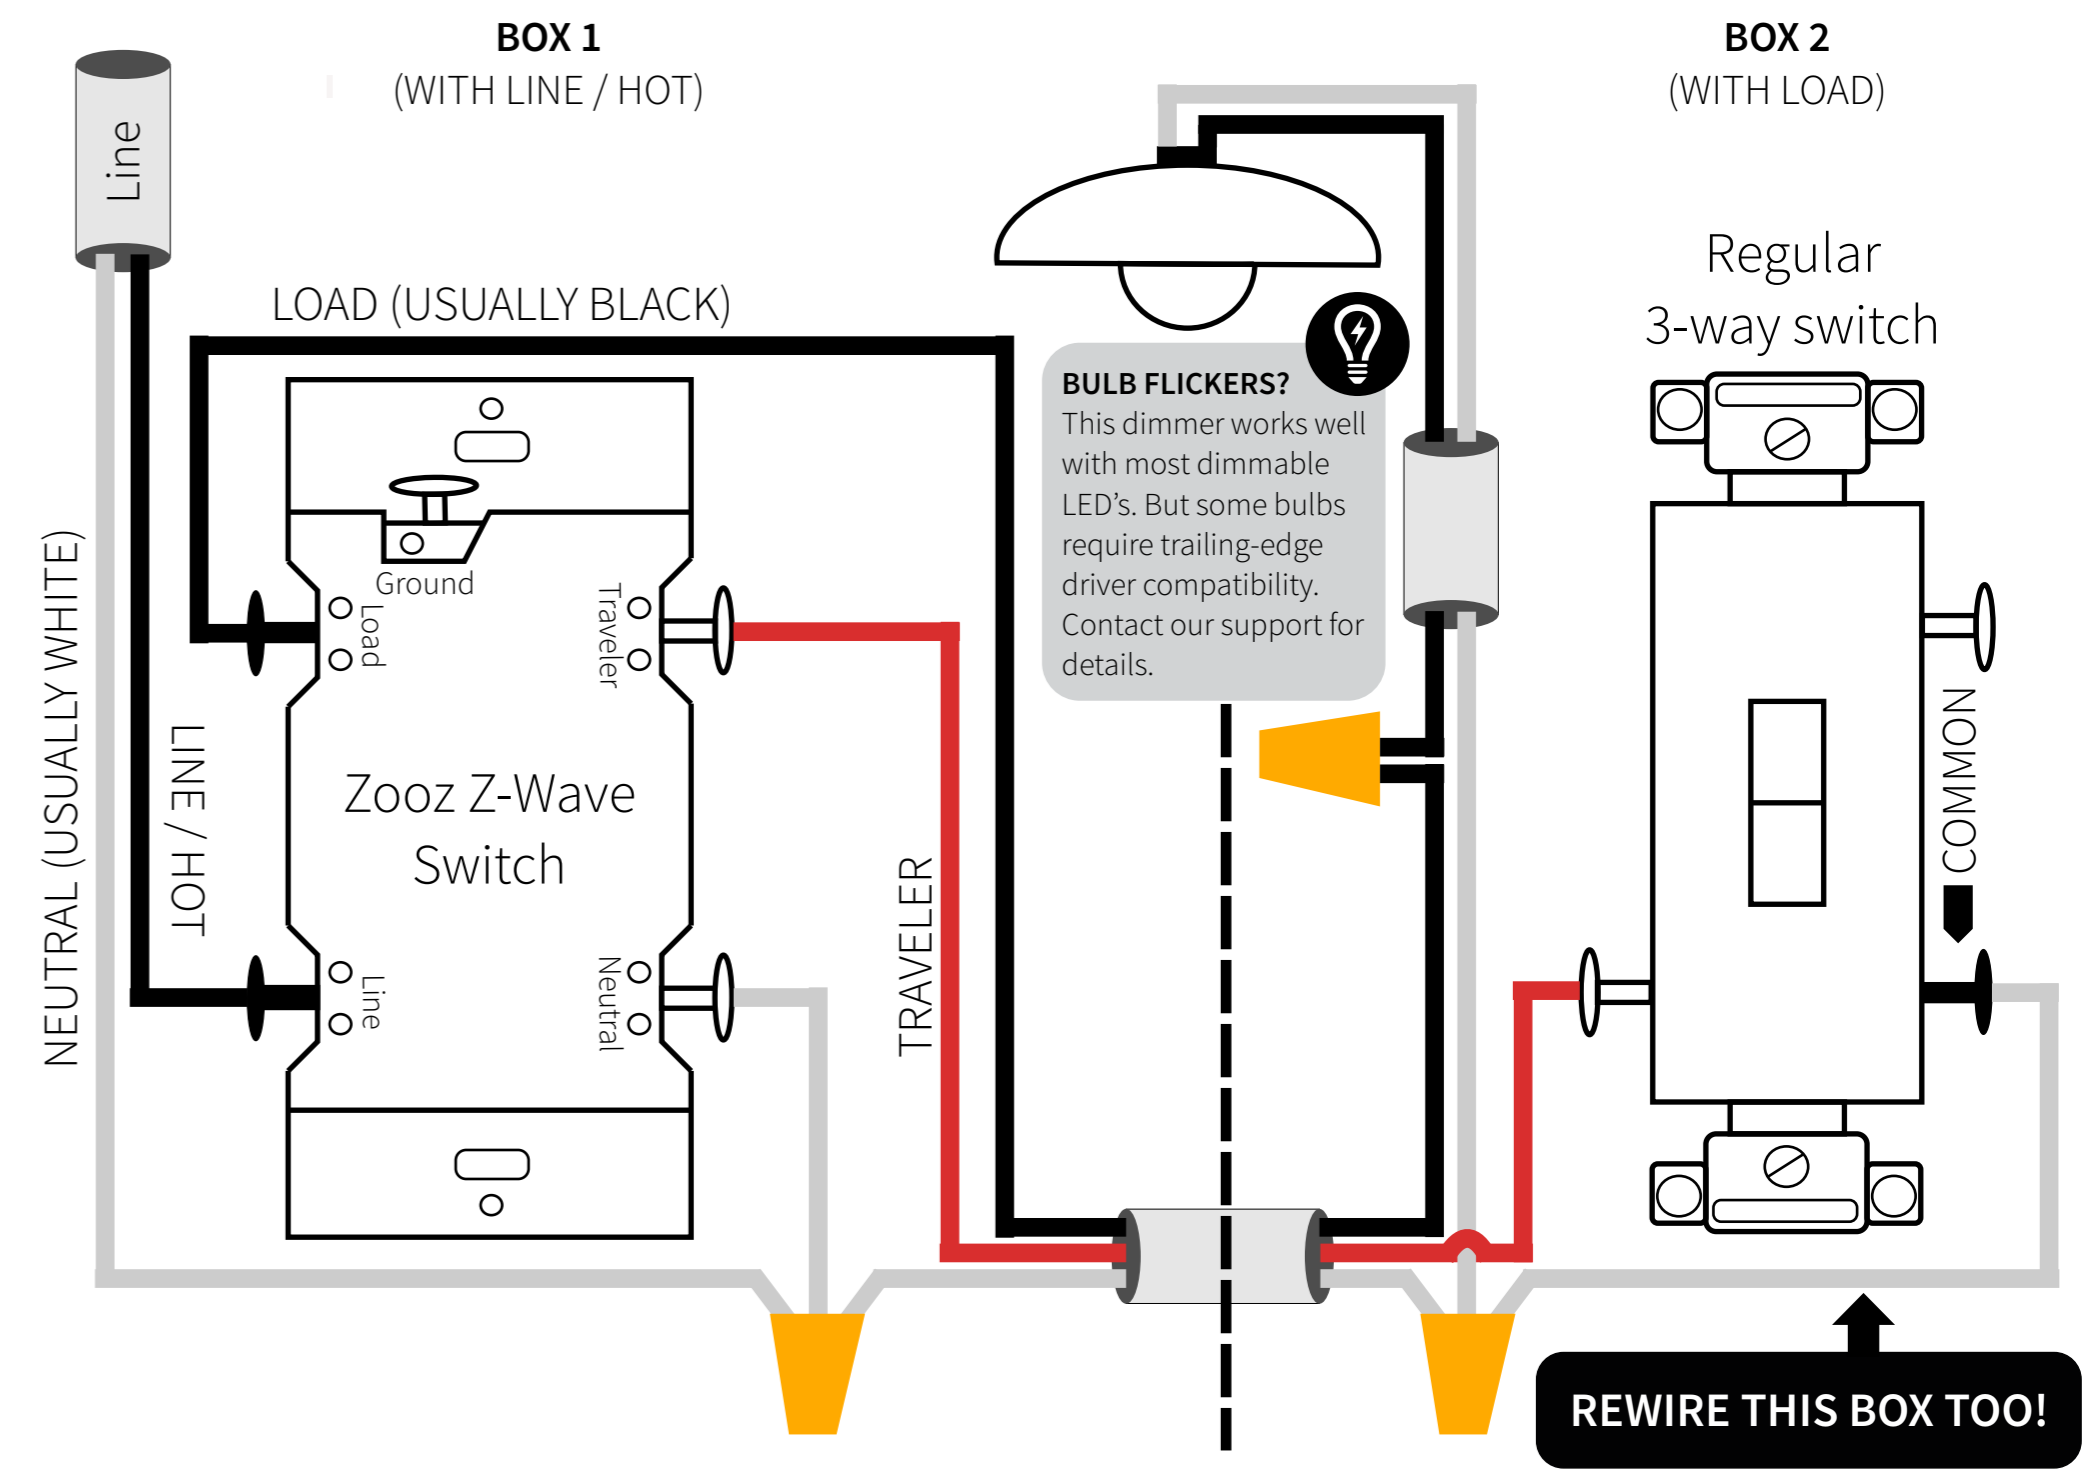 BOX 1
(WITH LINE / HOT)
BOX 2
(WITH LOAD)
Line
LOAD (USUALLY BLACK)
Regular
3-way switch
BULB FLICKERS?
This dimmer works well
with most dimmable
LED's. But some bulbs
require trailing-edge
driver compatibility.
Contact our support for
details.
NEUTRAL (USUALLY WHITE)
LINE / HOT
Ground
Load
Traveler
Zooz Z-Wave
Switch
Line
Neutral
TRAVELER
COMMON
REWIRE THIS BOX TOO!